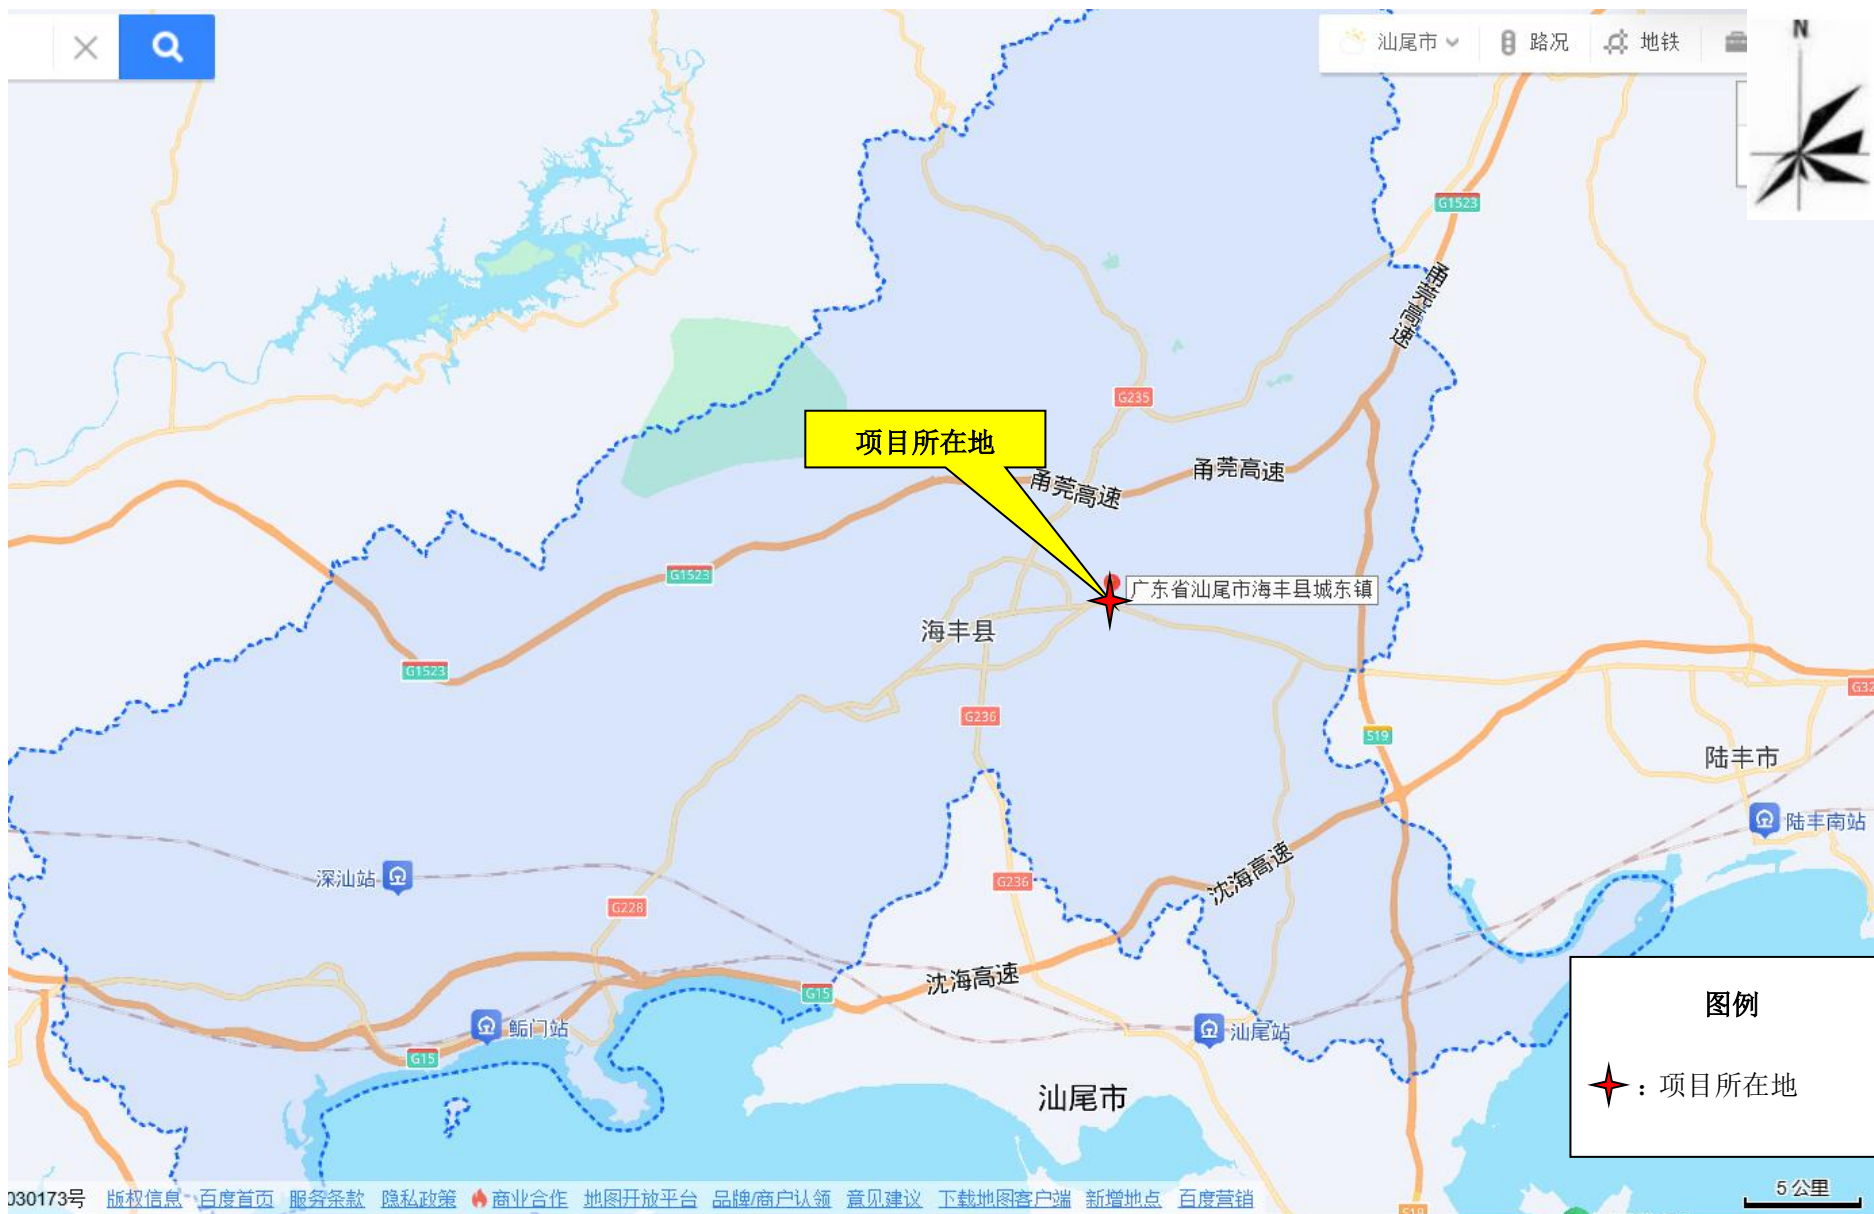 汕尾市
路况
地铁
N
G1523
甬莞高速
G235
项目所在地
甬莞高速
甬莞高速
G1523
广东省汕尾市海丰县城东镇
海丰县
G1523
G32
G236
S19
陆丰市
陆丰南站
深汕站
沈海高速
G236
G228
沈海高速
G15
图例
鲘门站
汕尾站
G15
:项目所在地
汕尾市
5公里
030173号 版权信息 百度首页 服务条款 隐私政策 商业合作 地图开放平台 品牌/商户认领 意见建议 下载地图客户端 新增地点 百度营销
S19